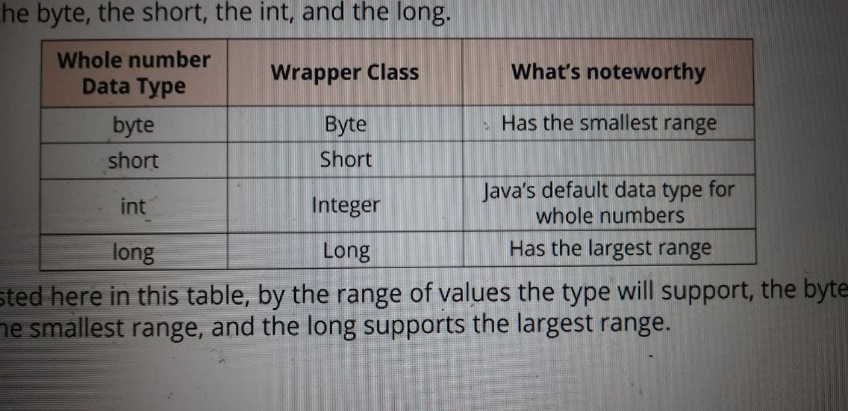 he byte, the short, the int, and the long.
Whole number
Data Type
Wrapper Class
What's noteworthy
byte
Byte
Has the smallest range
short
Short
int
Integer
Java's default data type for
whole numbers
long
Long
Has the largest range
sted here in this table, by the range of values the type will support, the byte
he smallest range, and the long supports the largest range.